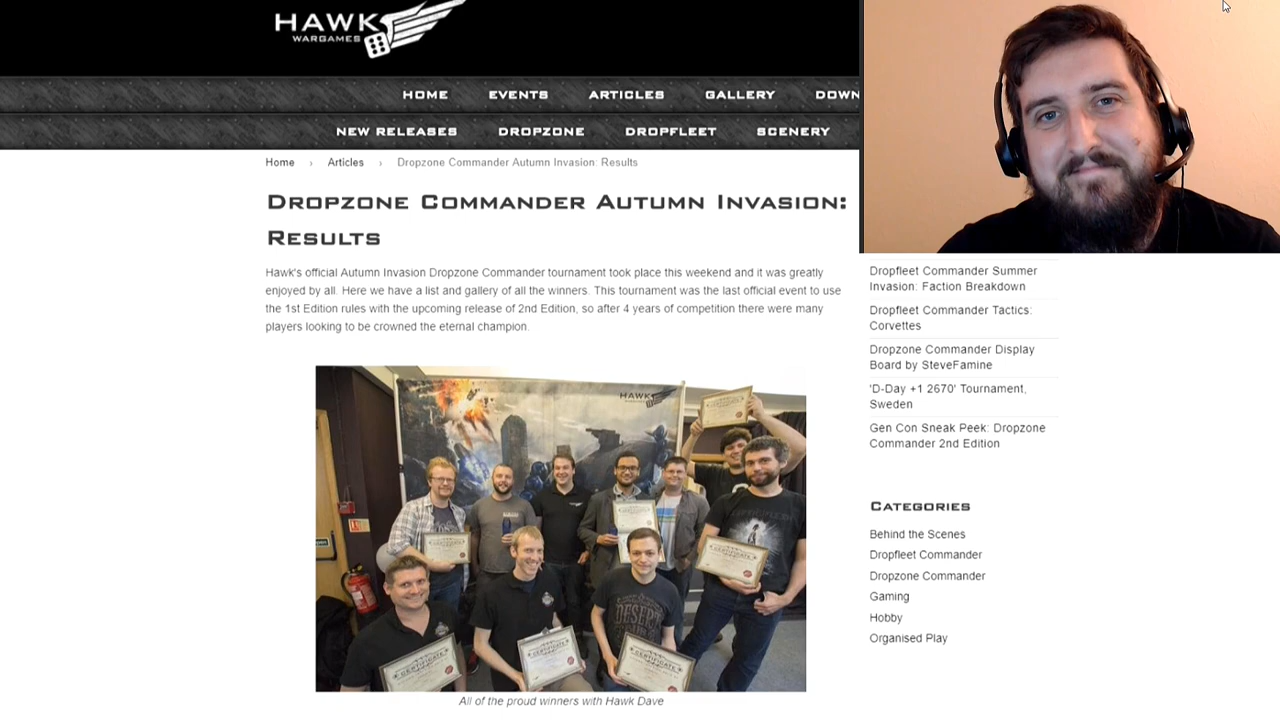 HAWK
WARGAMES
HOME EVENTS ARTICLES GALLERY DOWN
NEW RELEASES DROPZONE DROPFLEET SCENERY
Home › Articles › Dropzone Commander Autumn Invasion: Results
Dropzone Commander Autumn Invasion:
Results
Hawk's official Autumn Invasion Dropzone Commander tournament took place this weekend and it was greatly
enjoyed by all. Here we have a list and gallery of all the winners. This tournament was the last official event to use
the 1st Edition rules with the upcoming release of 2nd Edition, so after 4 years of competition there were many
players looking to be crowned the eternal champion.
HAWK
CERTIFICATE
CERTIFICATE
CERTIFICATE
CERTIFICATE
DESERT
All of the proud winners with Hawk Dave
Dropfleet Commander Summer
Invasion: Faction Breakdown
Dropfleet Commander Tactics:
Corvettes
Dropzone Commander Display
Board by SteveFamine
'D-Day +1 2670' Tournament,
Sweden
Gen Con Sneak Peek: Dropzone
Commander 2nd Edition
Categories
Behind the Scenes
Dropfleet Commander
Dropzone Commander
Gaming
Hobby
Organised Play